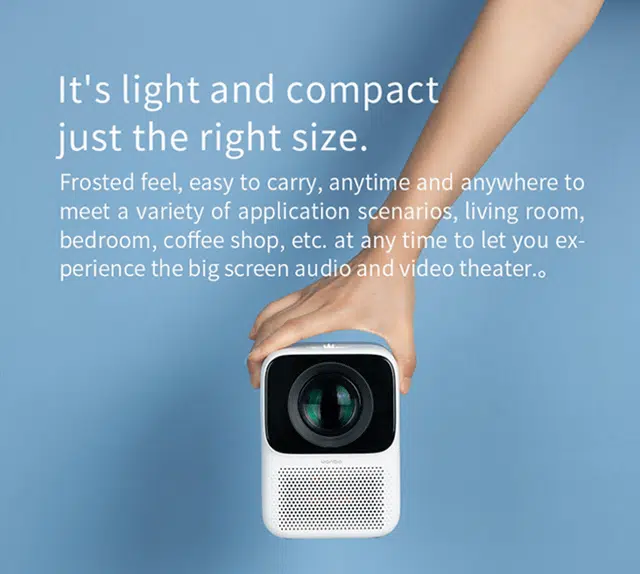 It's light and compact
just the right size.
Frosted feel, easy to carry, anytime and anywhere to
meet a variety of application scenarios, living room,
bedroom, coffee shop, etc. at any time to let you ex-
perience the big screen audio and video theater.。
wanbo